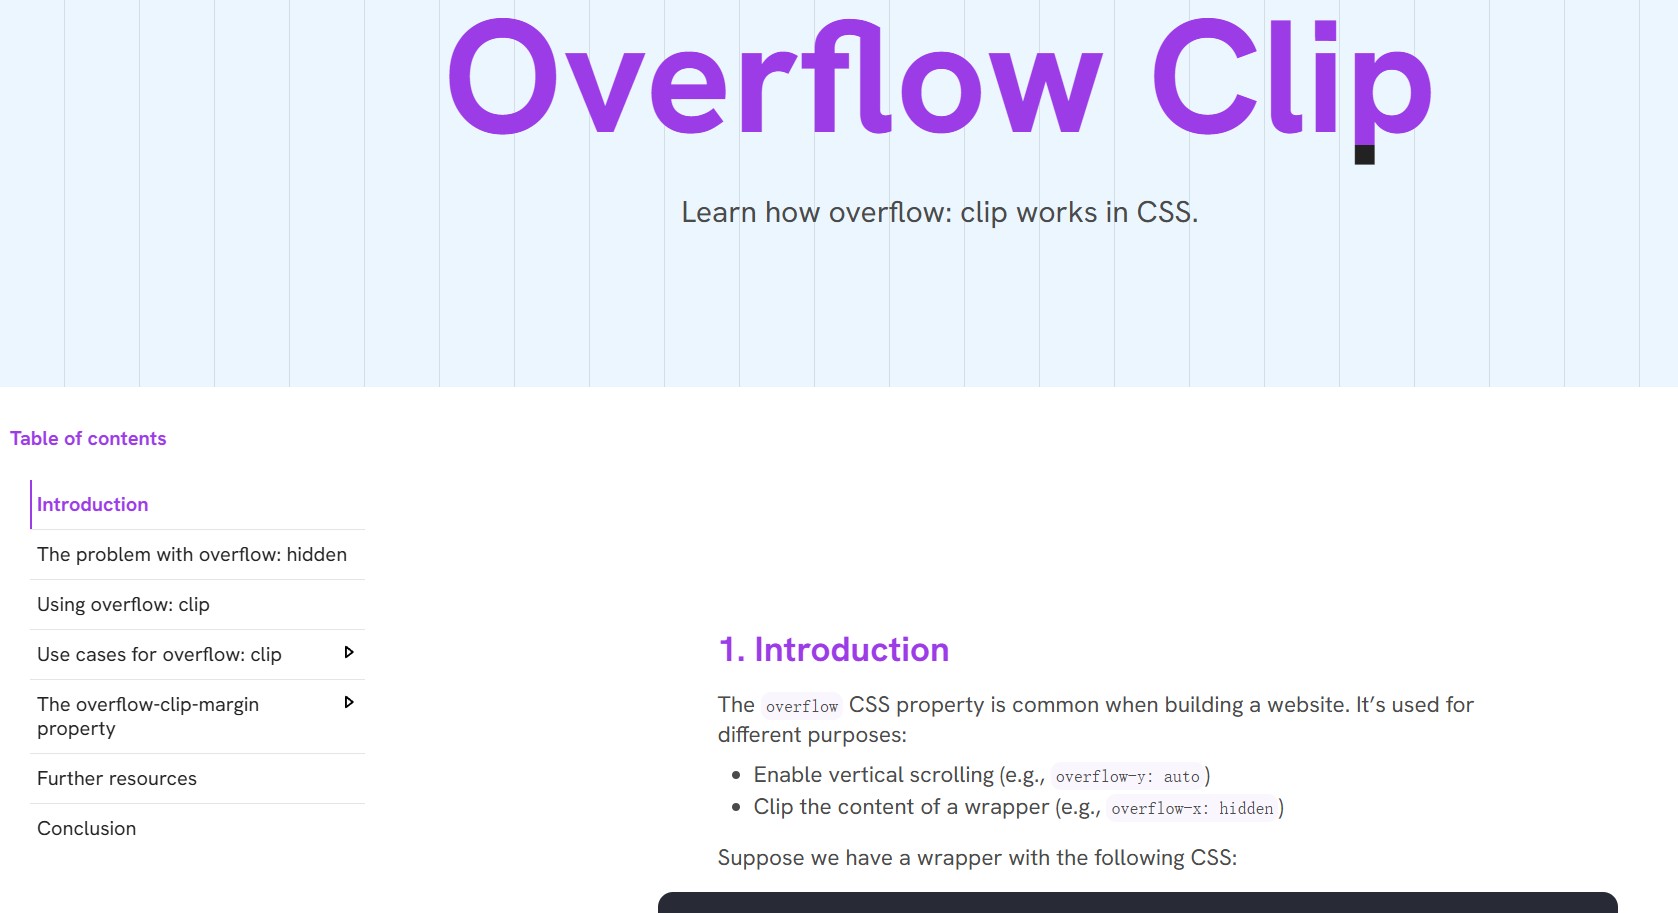 Overflow Clip
Learn how overflow: clip works in CSS.
Table of contents
Introduction
The problem with overflow: hidden
Using overflow: clip
Use cases for overflow: clip
The overflow-clip-margin
property
Further resources
Conclusion
1. Introduction
The overflow CSS property is common when building a website. It’s used for
different purposes:
• Enable vertical scrolling (e.g., overflow-y: auto)
• Clip the content of a wrapper (e.g., overflow-x: hidden)
Suppose we have a wrapper with the following CSS: